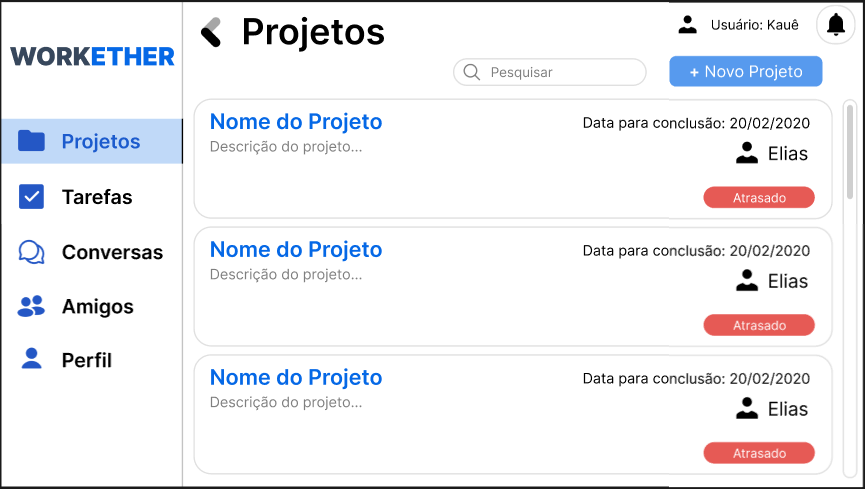 WORKETHER
Projetos
Tarefas
Conversas
Amigos
Perfil
Projetos
Usuário: Kauê
Pesquisar
+ Novo Projeto
Nome do Projeto
Descrição do projeto...
Data para conclusão: 20/02/2020
Elias
Atrasado
Nome do Projeto
Descrição do projeto...
Data para conclusão: 20/02/2020
Elias
Atrasado
Nome do Projeto
Descrição do projeto...
Data para conclusão: 20/02/2020
Elias
Atrasado